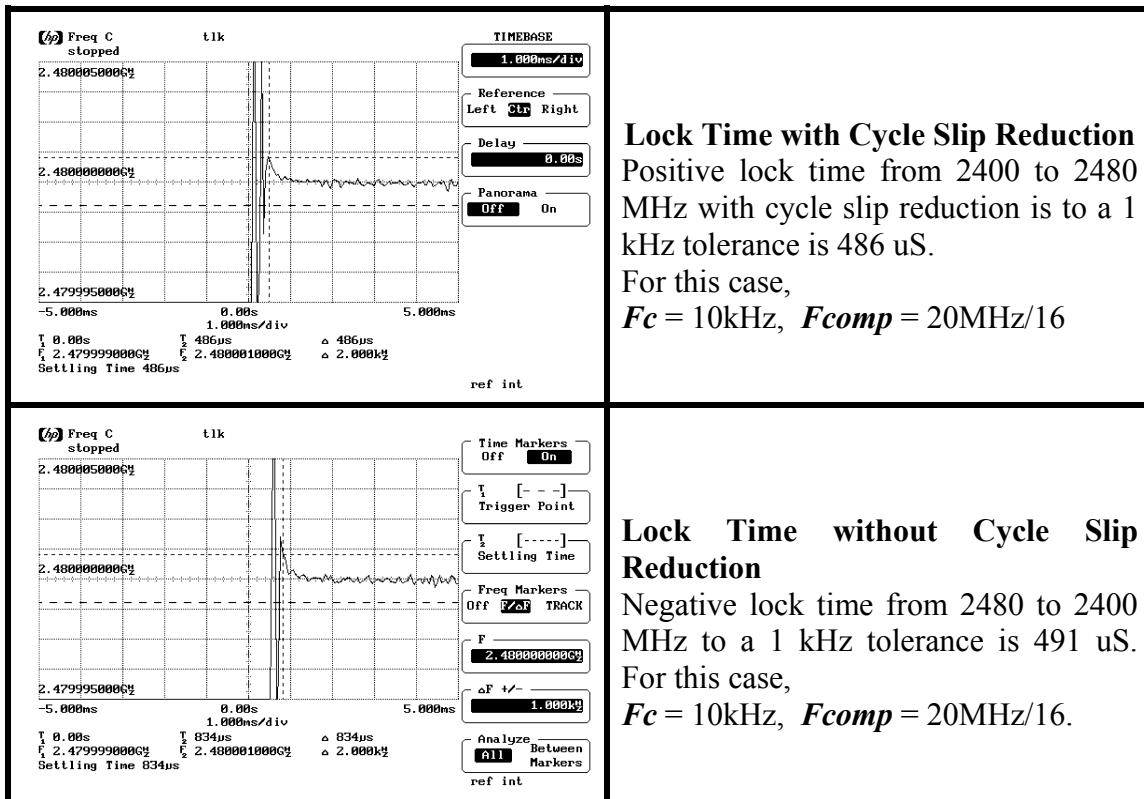 hp Freq C tlk
stopped
2.480005000GHz
2.480000000GHz
2.479995000GHz
-5.000ms 0.00s 5.000ms
1.000ms/div
T1 0.00s T2 486µs △ 486µs
F1 2.479999000GHz F2 2.480001000GHz △ 2.000kHz
Settling Time 486µs
TIMEBASE
1.000ms/div
Reference
Left Ctr Right
Delay
0.00s
Panorama
Off On
ref int
Lock Time with Cycle Slip Reduction
Positive lock time from 2400 to 2480
MHz with cycle slip reduction is to a 1
kHz tolerance is 486 uS.
For this case,
Fc = 10kHz, Fcomp = 20MHz/16
hp Freq C tlk
stopped
2.480005000GHz
2.480000000GHz
2.479995000GHz
-5.000ms 0.00s 5.000ms
1.000ms/div
T1 0.00s T2 834µs △ 834µs
F1 2.479999000GHz F2 2.480001000GHz △ 2.000kHz
Settling Time 834µs
Time Markers
Off On
T1 [- - -]
Trigger Point
T2 [-----]
Settling Time
Freq Markers
Off F/△F TRACK
F
2.480000000GHz
△F +/-
1.000kHz
Analyze
All Between
Markers
ref int
Lock Time without Cycle Slip
Reduction
Negative lock time from 2480 to 2400
MHz to a 1 kHz tolerance is 491 uS.
For this case,
Fc = 10kHz, Fcomp = 20MHz/16.